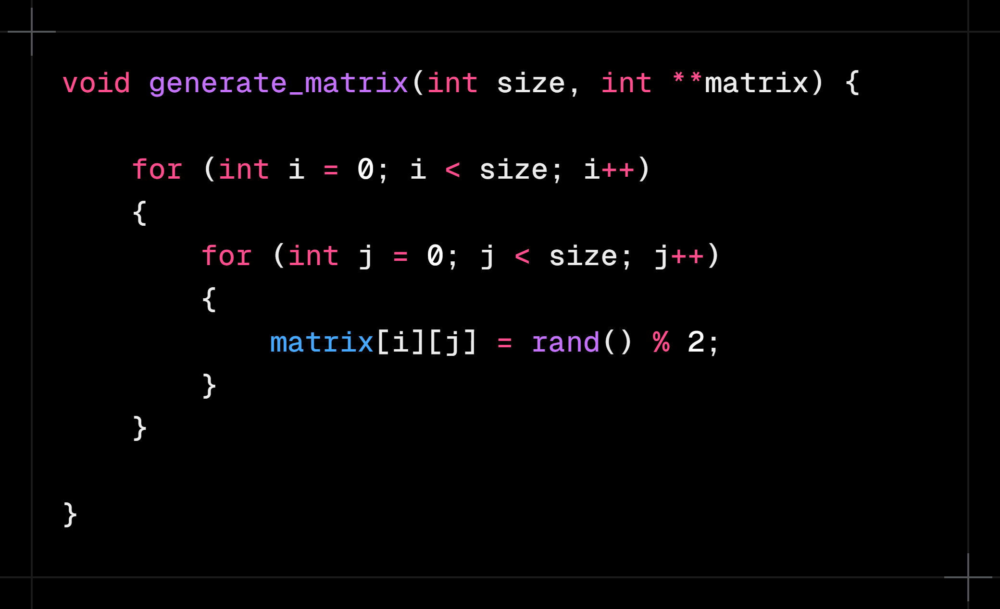 void generate_matrix(int size, int **matrix) {
    for (int i = 0; i < size; i++)
    {
        for (int j = 0; j < size; j++)
        {
            matrix[i][j] = rand() % 2;
        }
    }
}